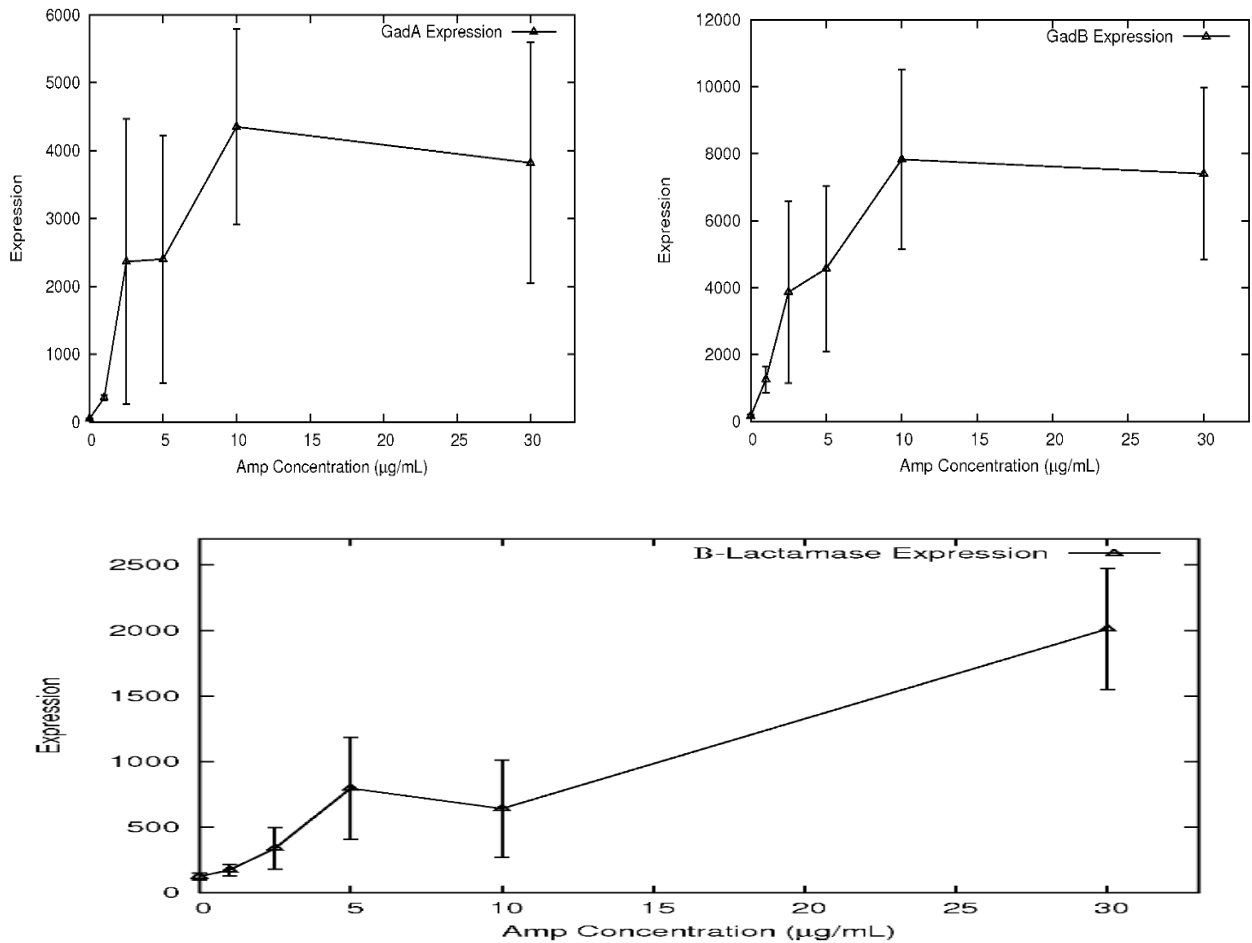 6000
5000
4000
3000
2000
1000
0
Expression
GadA Expression
0 5 10 15 20 25 30
Amp Concentration (μg/mL)
12000
10000
8000
6000
4000
2000
0
Expression
GadB Expression
0 5 10 15 20 25 30
Amp Concentration (μg/mL)
2500
2000
1500
1000
500
0
Expression
B-Lactamase Expression
0 5 10 15 20 25 30
Amp Concentration (μg/mL)